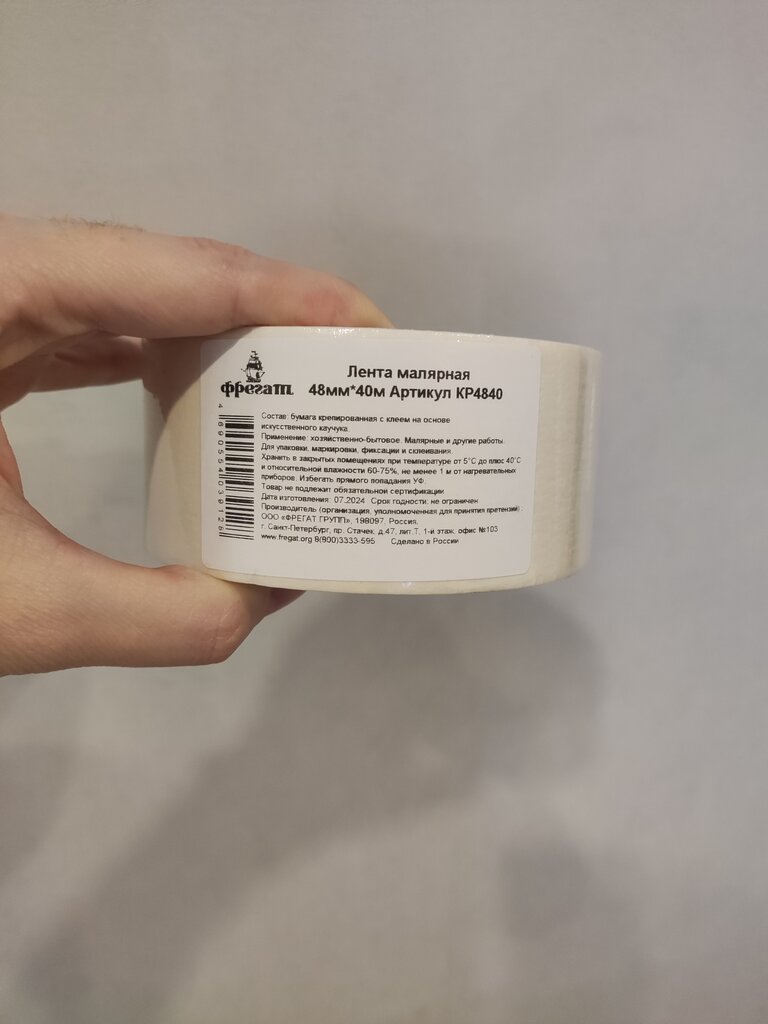 фрегат
Лента малярная
48мм*40м Артикул КР4840
Состав: бумага крепированная с клеем на основе
искусственного каучука.
Применение: хозяйственно-бытовое. Малярные и другие работы.
Для упаковки, маркировки, фиксации и склеивания.
Хранить в закрытых помещениях при температуре от 5°С до плюс 40°С
и относительной влажности 60-75%, не менее 1 м от нагревательных
приборов. Избегать прямого попадания УФ.
Товар не подлежит обязательной сертификации
Дата изготовления: 07.2024 Срок годности: не ограничен
Производитель (организация, уполномоченная для принятия претензий):
ООО «ФРЕГАТ ГРУПП», 198097, Россия,
г. Санкт-Петербург, пр. Стачек, д.47, лит.Т, 1-й этаж, офис №103
www.fregat.org 8(800)3333-595 Сделано в России
4690554039126